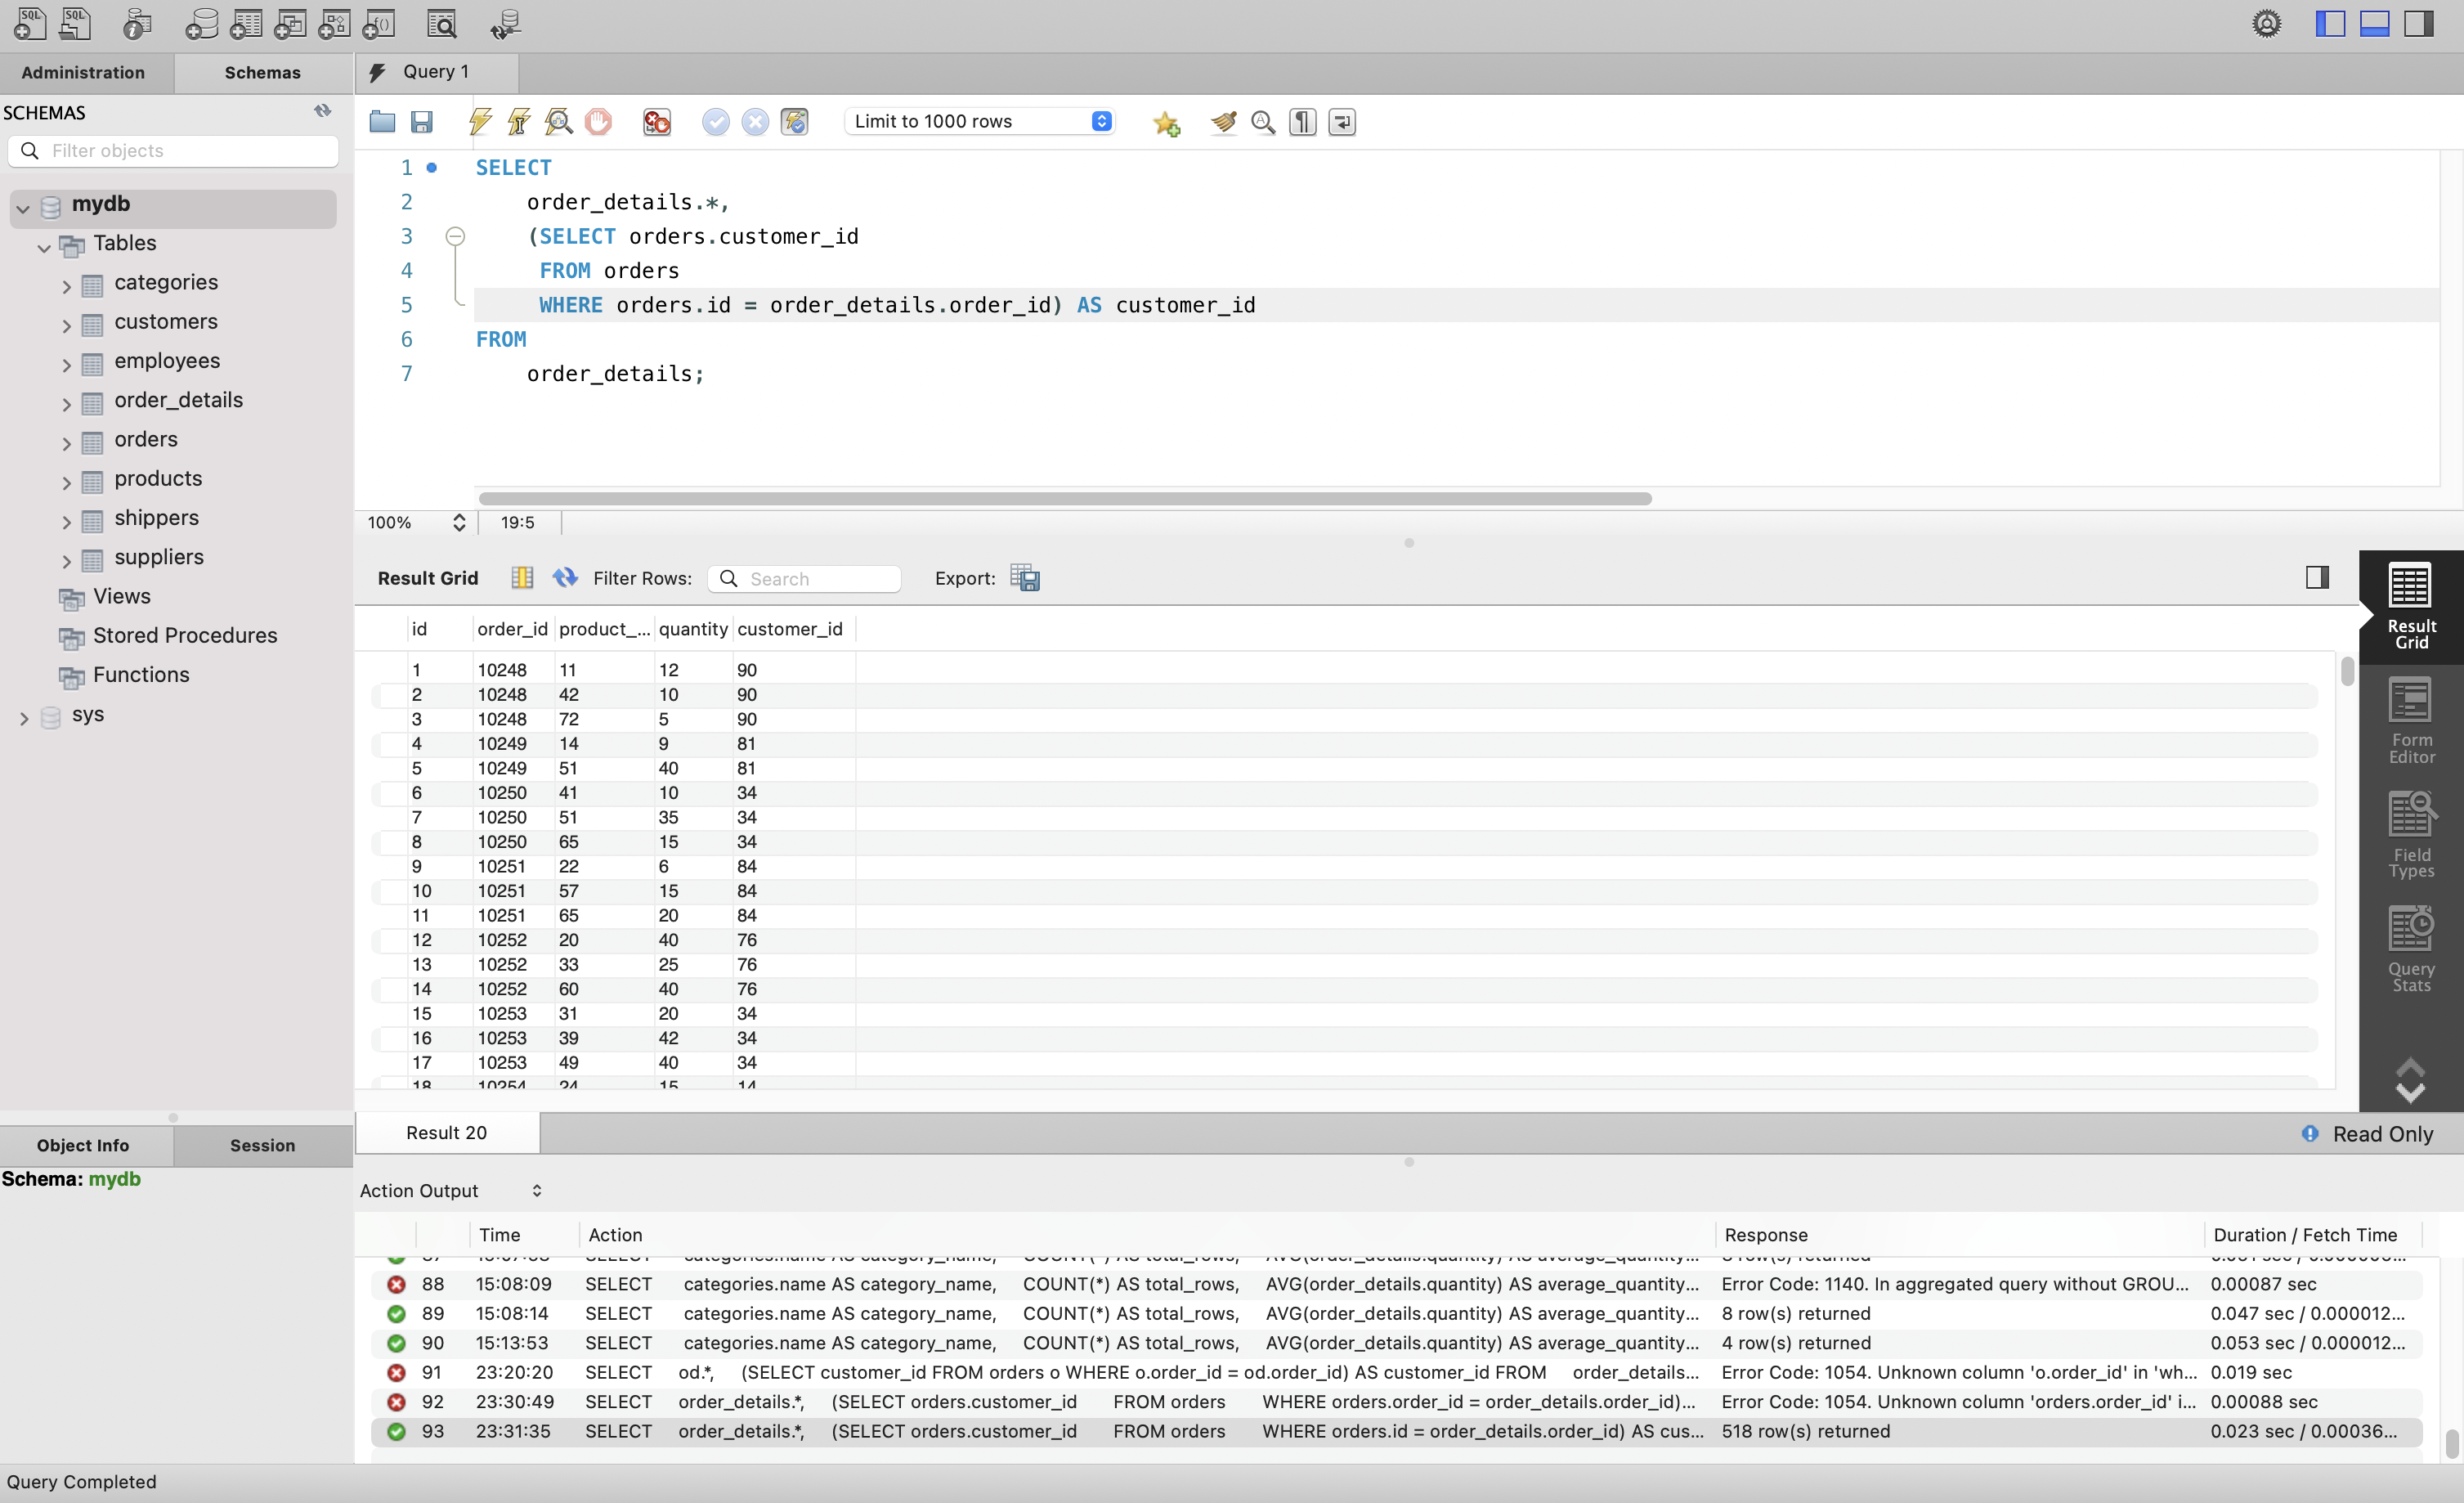 SQL
SQL
Administration
Schemas
Query 1
SCHEMAS
Filter objects
mydb
Tables
categories
customers
employees
order_details
orders
products
shippers
suppliers
Views
Stored Procedures
Functions
sys
Limit to 1000 rows
1 SELECT
2 order_details.*,
3 (SELECT orders.customer_id
4 FROM orders
5 WHERE orders.id = order_details.order_id) AS customer_id
6 FROM
7 order_details;
100% 19:5
Result Grid Filter Rows: Search Export:
id order_id product_... quantity customer_id
1 10248 11 12 90
2 10248 42 10 90
3 10248 72 5 90
4 10249 14 9 81
5 10249 51 40 81
6 10250 41 10 34
7 10250 51 35 34
8 10250 65 15 34
9 10251 22 6 84
10 10251 57 15 84
11 10251 65 20 84
12 10252 20 40 76
13 10252 33 25 76
14 10252 60 40 76
15 10253 31 20 34
16 10253 39 42 34
17 10253 49 40 34
18 10254 24 15 14
Result
Grid
Form
Editor
Field
Types
Query
Stats
Object Info
Session
Schema: mydb
Result 20
Read Only
Action Output
Time Action Response Duration / Fetch Time
SELECT categories.name AS category_name, COUNT(*) AS total_rows, AVG(order_details.quantity) AS average_quantity... row(s) returned
88 15:08:09 SELECT categories.name AS category_name, COUNT(*) AS total_rows, AVG(order_details.quantity) AS average_quantity... Error Code: 1140. In aggregated query without GROU... 0.00087 sec
89 15:08:14 SELECT categories.name AS category_name, COUNT(*) AS total_rows, AVG(order_details.quantity) AS average_quantity... 8 row(s) returned 0.047 sec / 0.000012...
90 15:13:53 SELECT categories.name AS category_name, COUNT(*) AS total_rows, AVG(order_details.quantity) AS average_quantity... 4 row(s) returned 0.053 sec / 0.000012...
91 23:20:20 SELECT od.*, (SELECT customer_id FROM orders o WHERE o.order_id = od.order_id) AS customer_id FROM order_details... Error Code: 1054. Unknown column 'o.order_id' in 'wh... 0.019 sec
92 23:30:49 SELECT order_details.*, (SELECT orders.customer_id FROM orders WHERE orders.order_id = order_details.order_id)... Error Code: 1054. Unknown column 'orders.order_id' i... 0.00088 sec
93 23:31:35 SELECT order_details.*, (SELECT orders.customer_id FROM orders WHERE orders.id = order_details.order_id) AS cus... 518 row(s) returned 0.023 sec / 0.00036...
Query Completed